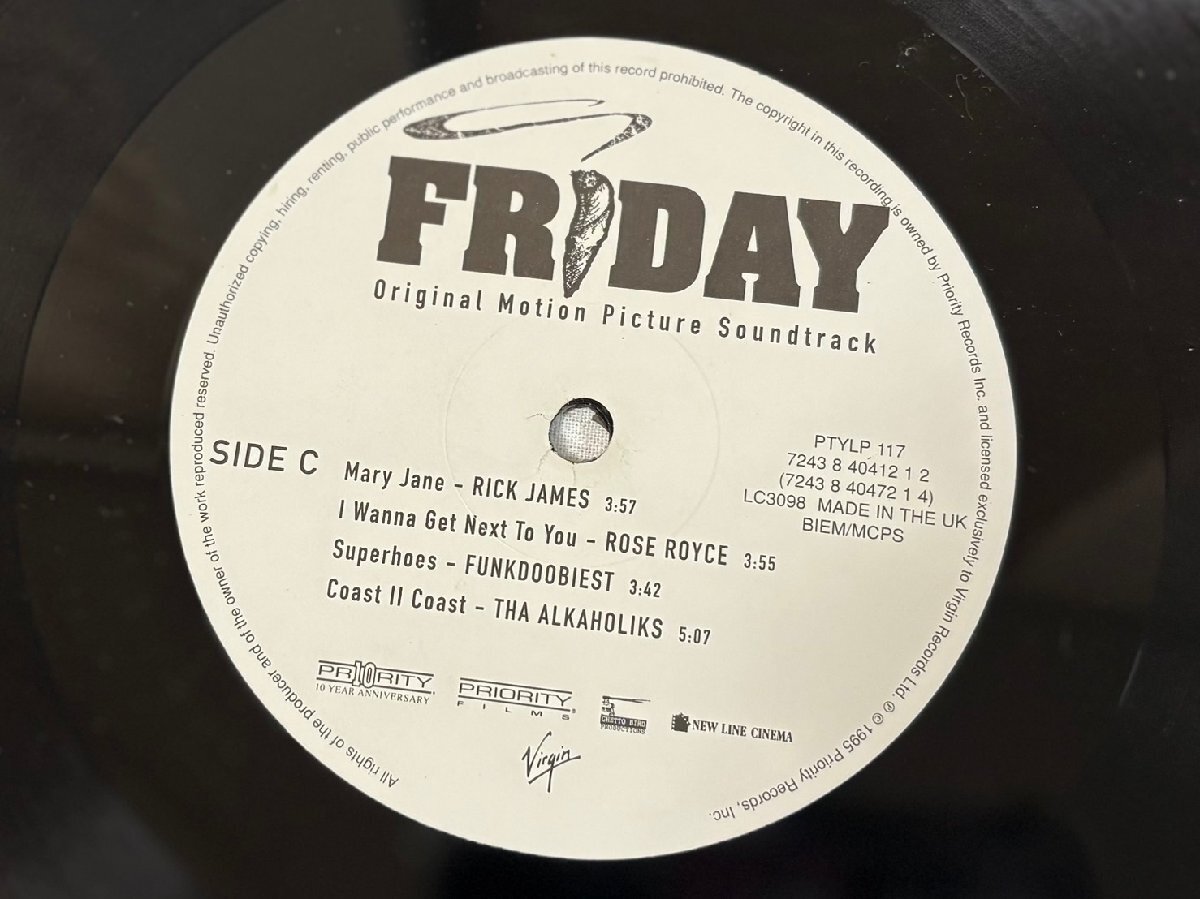 FRIDAY
Original Motion Picture Soundtrack
SIDE C
Mary Jane - RICK JAMES 3:57
I Wanna Get Next To You - ROSE ROYCE 3:55
Superhoes - FUNKDOOBIEST 3:42
Coast II Coast - THA ALKAHOLIKS 5:07
PTYLP 117
7243 8 40412 1 2
(7243 8 40472 1 4)
LC3098 MADE IN THE UK
BIEM/MCPS
PRIORITY
10 YEAR ANNIVERSARY
PRIORITY
FILMS
GHETTO BIRD
PRODUCTIONS
NEW LINE CINEMA
Virgin
All rights of the producer and of the owner of the work reproduced reserved. Unauthorized copying, hiring, renting, public performance and broadcasting of this record prohibited. The copyright in this recording is owned by Priority Records Inc. and licensed exclusively to Virgin Records Ltd. ℗ © 1995 Priority Records, Inc.